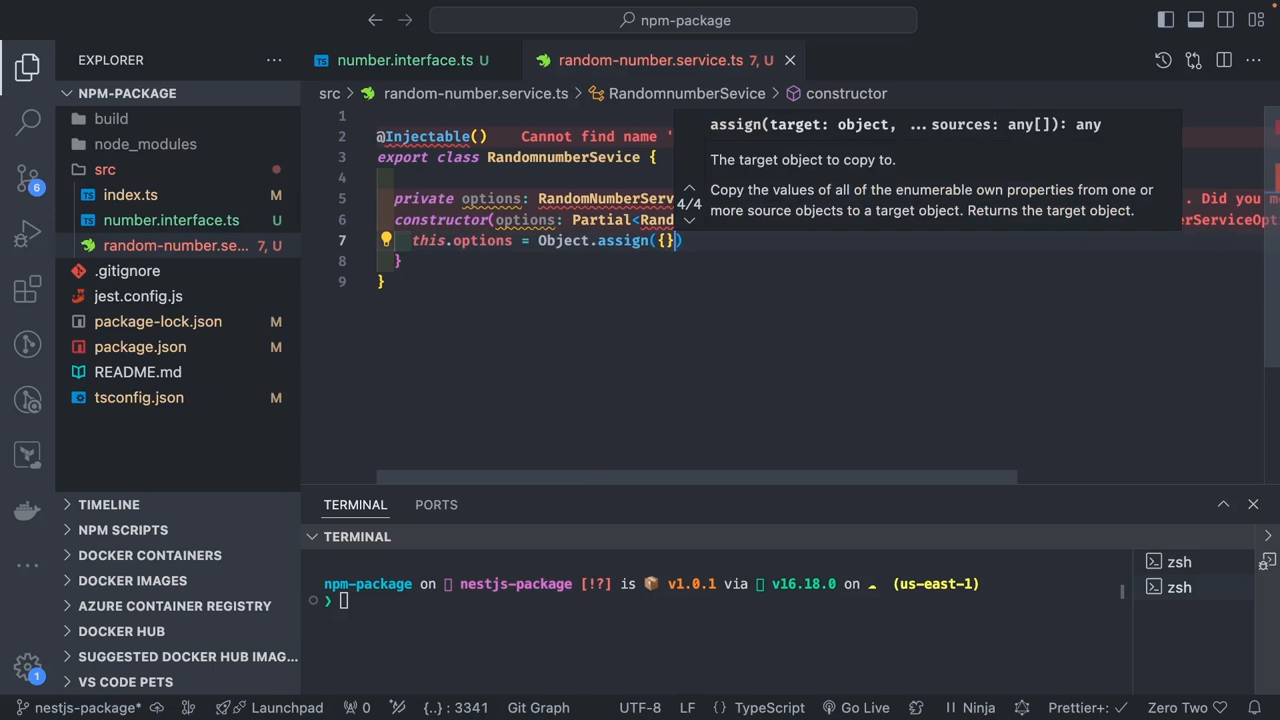 npm-package
EXPLORER
number.interface.ts U
random-number.service.ts 7, U
NPM-PACKAGE
src > random-number.service.ts > RandomnumberSevice > constructor
build
node_modules
src
index.ts M
number.interface.ts U
random-number.se... 7, U
.gitignore
jest.config.js
package-lock.json M
package.json M
README.md
tsconfig.json M
1
2 @Injectable() Cannot find name '
3 export class RandomnumberSevice {
4
5 private options: RandomNumberServ . Did you m
6 constructor(options: Partial<Rand erServiceOpt
7 this.options = Object.assign({})
8 }
9 }
assign(target: object, ...sources: any[]): any
The target object to copy to.
4/4
Copy the values of all of the enumerable own properties from one or
more source objects to a target object. Returns the target object.
6
TIMELINE
NPM SCRIPTS
DOCKER CONTAINERS
DOCKER IMAGES
AZURE CONTAINER REGISTRY
DOCKER HUB
SUGGESTED DOCKER HUB IMAG...
VS CODE PETS
1
TERMINAL PORTS
TERMINAL
npm-package on nestjs-package [!?] is v1.0.1 via v16.18.0 on (us-east-1)
❯
zsh
zsh
nestjs-package* Launchpad 0 {..} : 3341 Git Graph UTF-8 LF {} TypeScript Go Live Ninja Prettier+: Zero Two